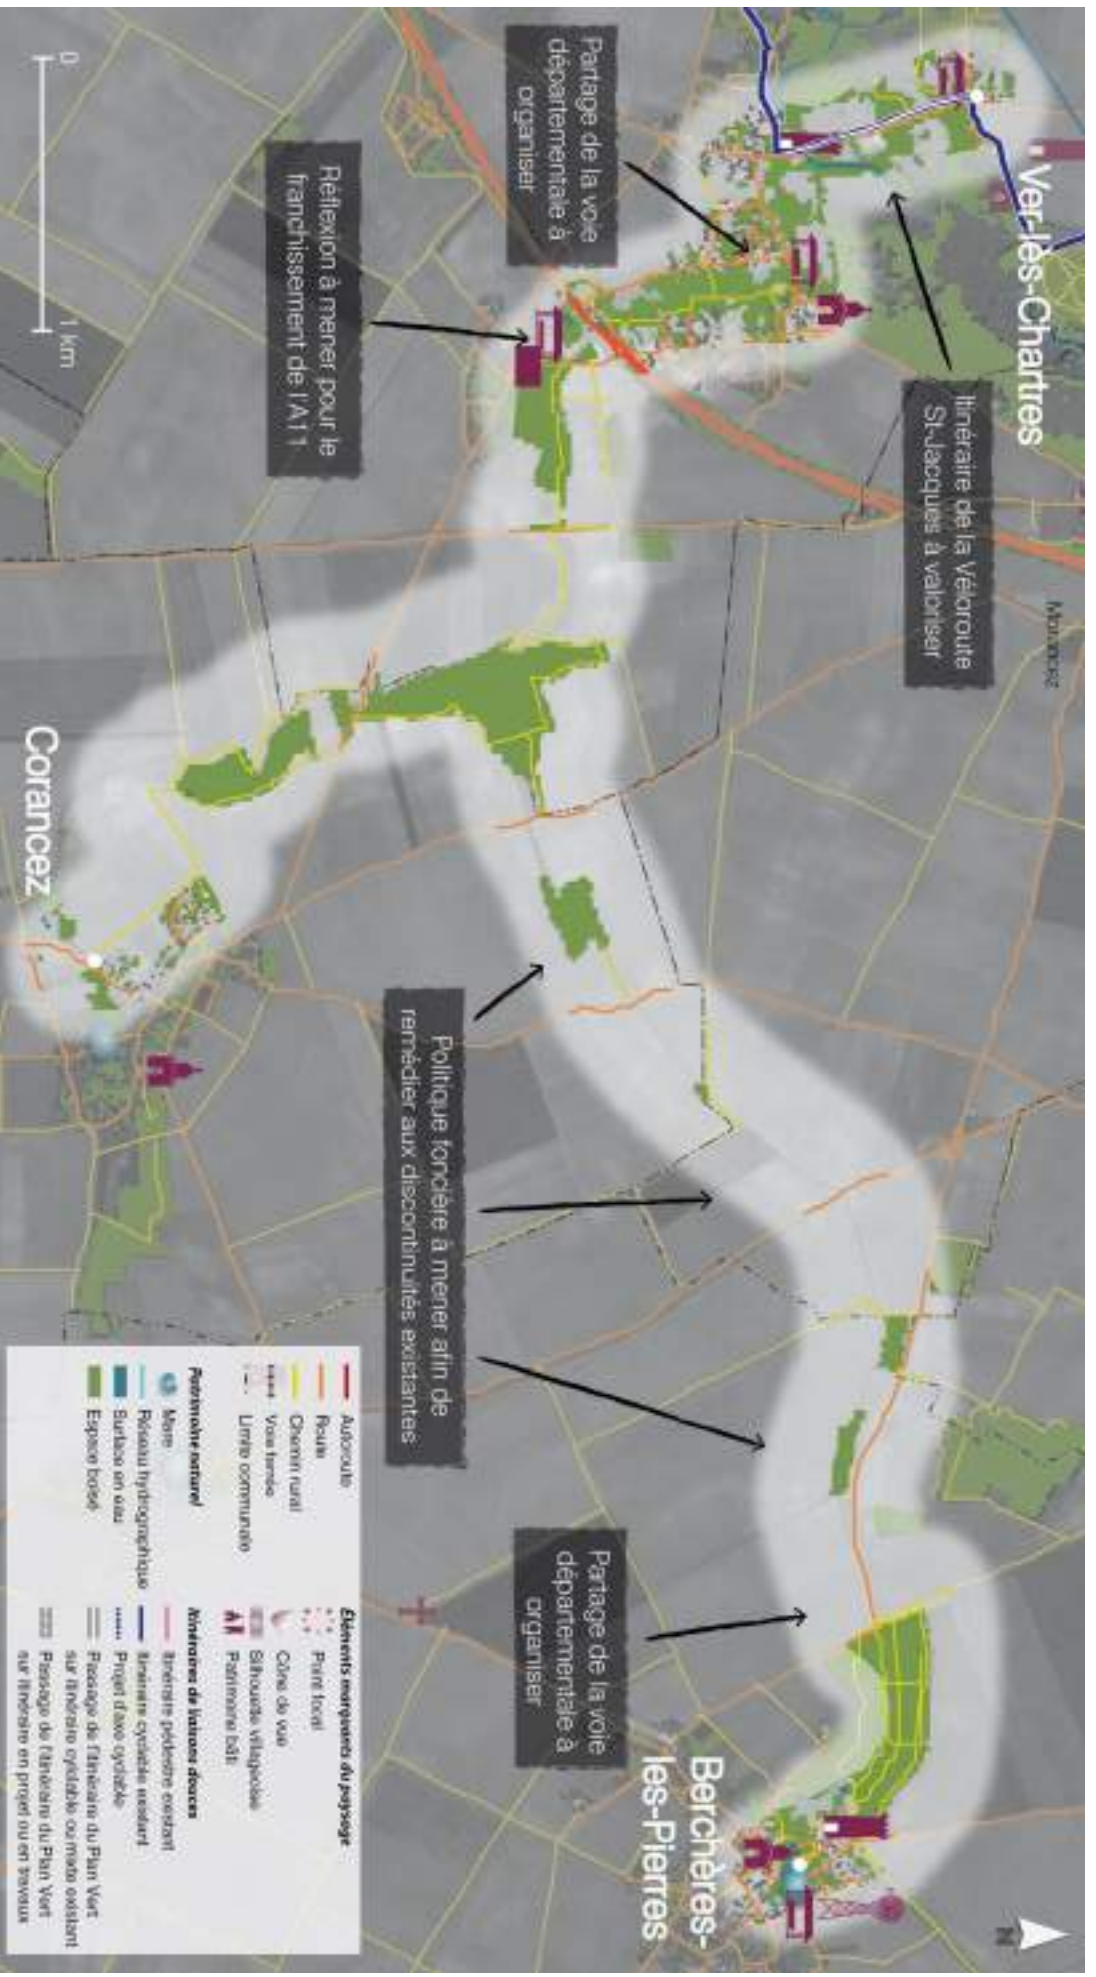 Ver-lès-Chartres
Itinéraire de la Véloroute
St-Jacques à valoriser
Partage de la voie
départementale à
organiser
Réflexion à mener pour le
franchissement de l'A11
0
1 km
Morancez
Corancez
Politique foncière à mener afin de
remédier aux discontinuités existantes
Partage de la voie
départementale à
organiser
Berchères-
les-Pierres
N
Autoroute
Route
Chemin rural
Voie ferrée
Limite communale
Patrimoine naturel
Mare
Réseau hydrographique
Surface en eau
Espace boisé
Éléments marquants du paysage
Point focal
Cône de vue
Silhouette villageoise
Patrimoine bâti
Itinéraires de liaisons douces
Itinéraire pédestre existant
Itinéraire cyclable existant
Projet d'axe cyclable
Passage de l'itinéraire du Plan Vert
sur itinéraire cyclable ou mixte existant
Passage de l'itinéraire du Plan Vert
sur itinéraire en projet ou en travaux